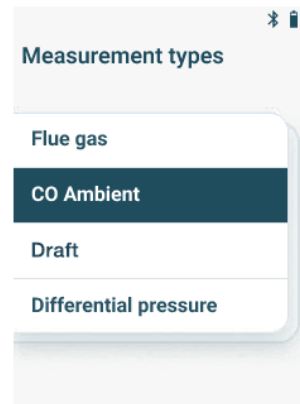 Measurement types
Flue gas
CO Ambient
Draft
Differential pressure